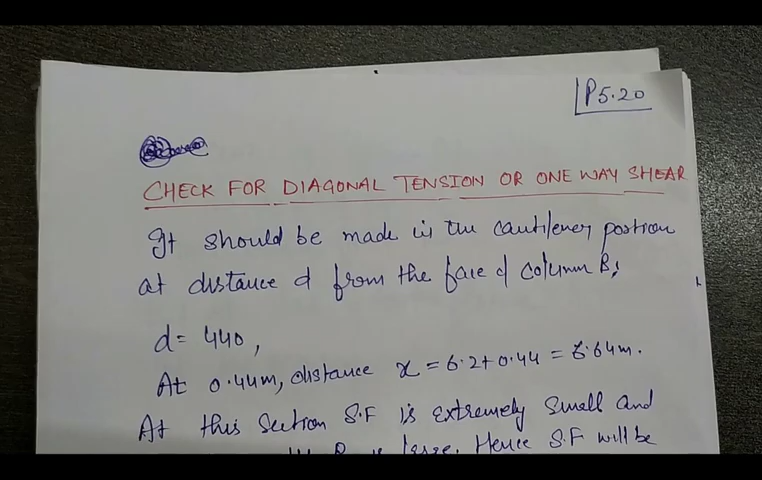 P5.20
CHECK FOR DIAGONAL TENSION OR ONE WAY SHEAR
It should be made in the cantilever portion
at distance d from the face of column B;
d= 440,
At 0.44m, distance x = 6.2+0.44 = 6.64m.
At this section S.F is extremely small and
is large. Hence S.F will be